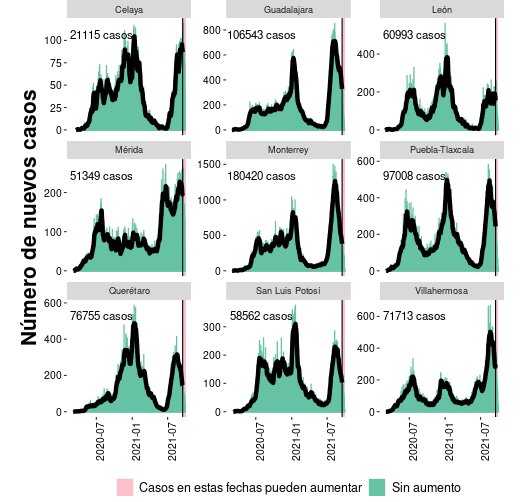 Celaya
Guadalajara
León
21115 casos
106543 casos
60993 casos
100
75
50
25
0
800
600
400
200
0
400
200
0
Mérida
Monterrey
Puebla-Tlaxcala
51349 casos
180420 casos
97008 casos
200
100
0
1500
1000
500
0
600
400
200
0
Querétaro
San Luis Potosí
Villahermosa
76755 casos
58562 casos
71713 casos
600
400
200
0
300
200
100
0
600
400
200
0
2020-07
2021-01
2021-07
2020-07
2021-01
2021-07
2020-07
2021-01
2021-07
Número de nuevos casos
Casos en estas fechas pueden aumentar
Sin aumento